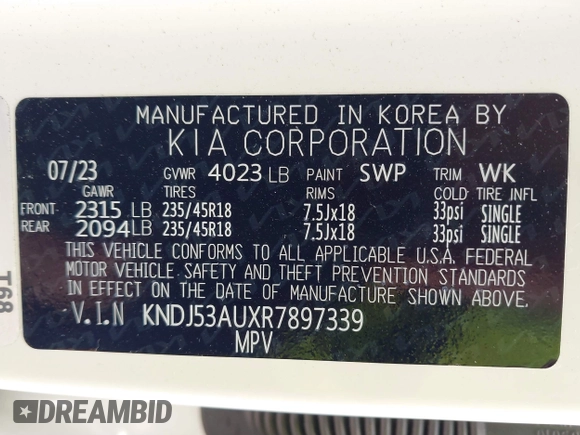 MANUFACTURED IN KOREA BY
KIA CORPORATION
07/23 GVWR 4023 LB PAINT SWP TRIM WK
GAWR TIRES RIMS COLD TIRE INFL
FRONT 2315 LB 235/45R18 7.5Jx18 33psi SINGLE
REAR 2094 LB 235/45R18 7.5Jx18 33psi SINGLE
THIS VEHICLE CONFORMS TO ALL APPLICABLE U.S.A. FEDERAL
MOTOR VEHICLE SAFETY AND THEFT PREVENTION STANDARDS
IN EFFECT ON THE DATE OF MANUFACTURE SHOWN ABOVE.
V.I.N KNDJ53AUXR7897339
MPV
T68
DREAMBID